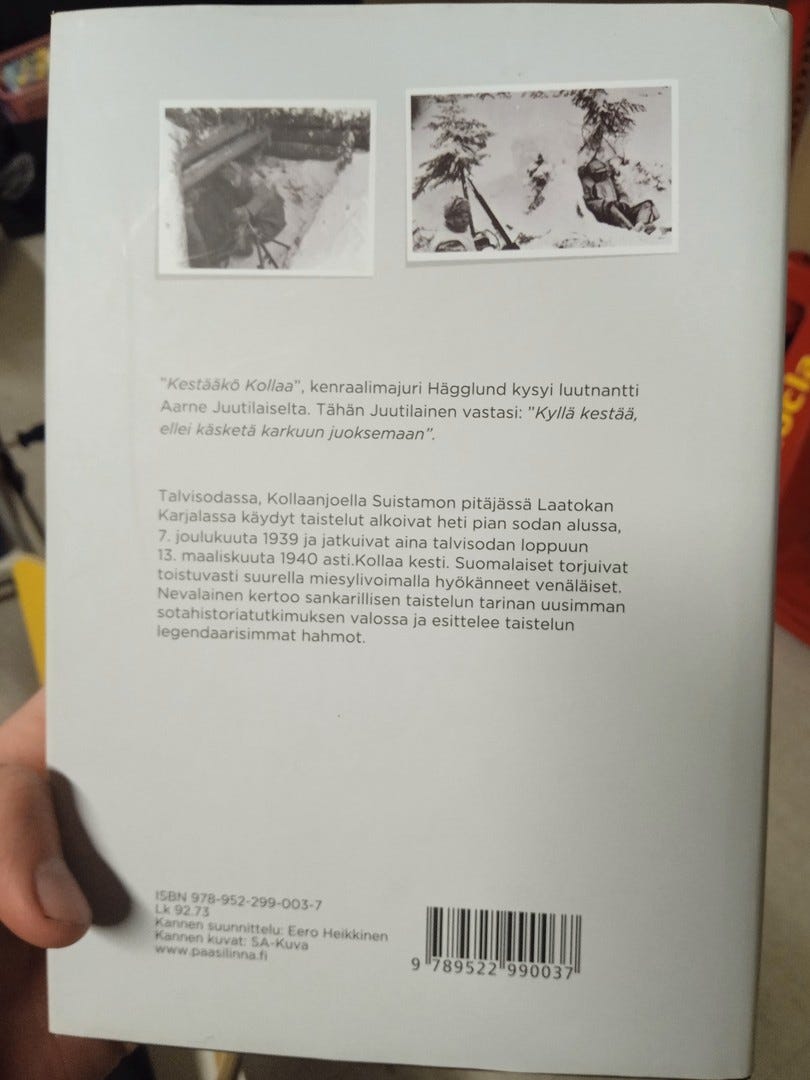 "Kestääkö Kollaa", kenraalimajuri Hägglund kysyi luutnantti
Aarne Juutilaiselta. Tähän Juutilainen vastasi: "Kyllä kestää,
ellei käsketä karkuun juoksemaan".
Talvisodassa, Kollaanjoella Suistamon pitäjässä Laatokan
Karjalassa käydyt taistelut alkoivat heti pian sodan alussa,
7. joulukuuta 1939 ja jatkuivat aina talvisodan loppuun
13. maaliskuuta 1940 asti.Kollaa kesti. Suomalaiset torjuivat
toistuvasti suurella miesylivoimalla hyökänneet venäläiset.
Nevalainen kertoo sankarillisen taistelun tarinan uusimman
sotahistoriatutkimuksen valossa ja esittelee taistelun
legendaarisimmat hahmot.
ISBN 978-952-299-003-7
Lk 92.73
Kannen suunnittelu: Eero Heikkinen
Kannen kuvat: SA-Kuva
www.paasilinna.fi
9 789522 990037